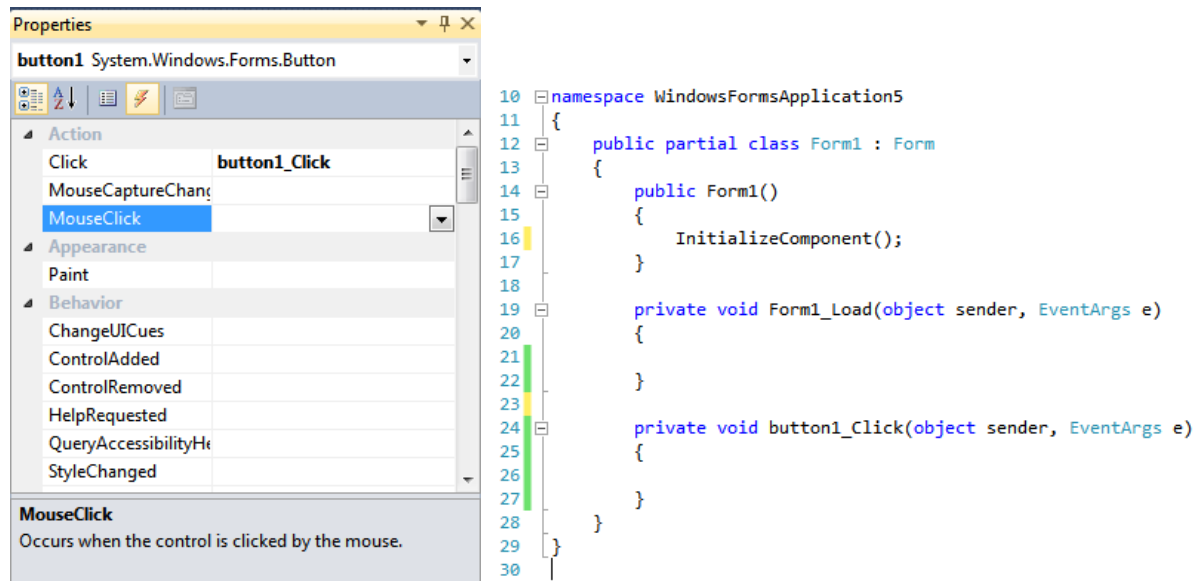 Properties
button1 System.Windows.Forms.Button
Action
Click button1_Click
MouseCaptureChang
MouseClick
Appearance
Paint
Behavior
ChangeUICues
ControlAdded
ControlRemoved
HelpRequested
QueryAccessibilityHe
StyleChanged
MouseClick
Occurs when the control is clicked by the mouse.
10 namespace WindowsFormsApplication5
11 {
12 public partial class Form1 : Form
13 {
14 public Form1()
15 {
16 InitializeComponent();
17 }
18
19 private void Form1_Load(object sender, EventArgs e)
20 {
21
22 }
23
24 private void button1_Click(object sender, EventArgs e)
25 {
26
27 }
28 }
29 }
30